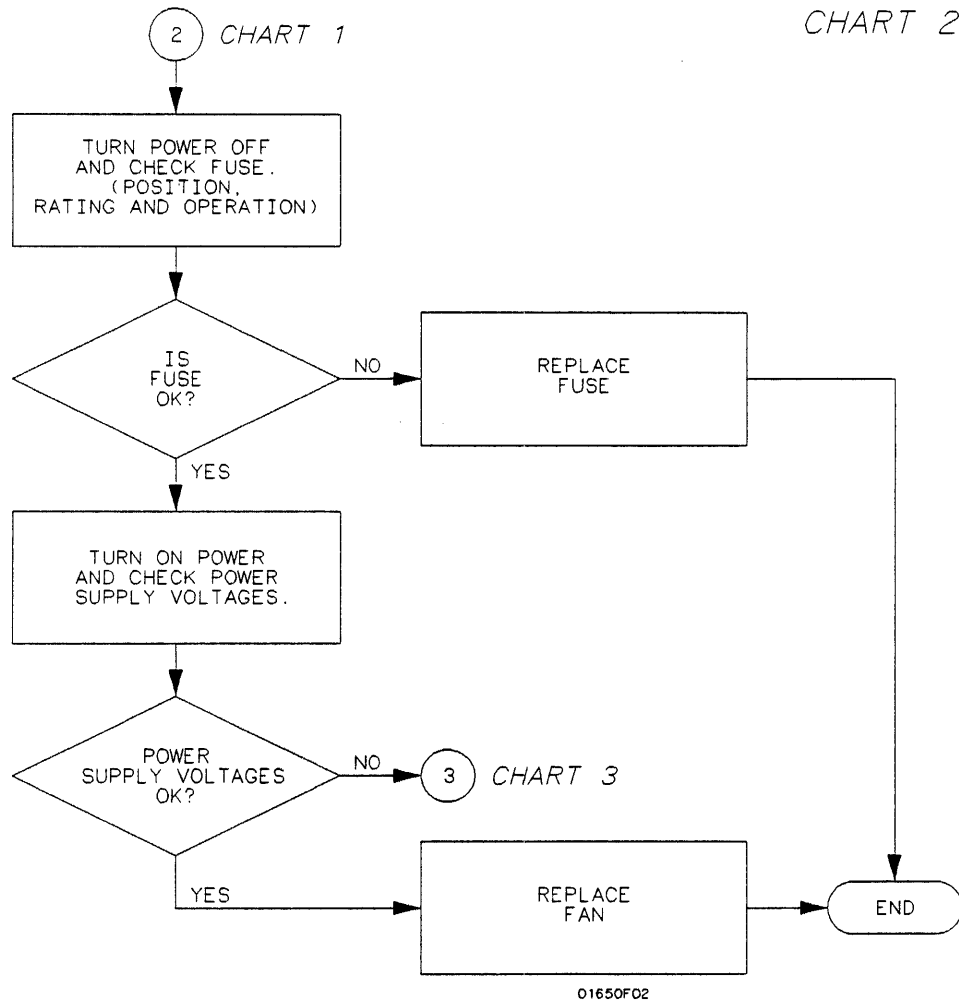 CHART 2
2 CHART 1
TURN POWER OFF
AND CHECK FUSE.
(POSITION,
RATING AND OPERATION)
IS
FUSE
OK?
NO
REPLACE
FUSE
YES
TURN ON POWER
AND CHECK POWER
SUPPLY VOLTAGES.
POWER
SUPPLY VOLTAGES
OK?
NO
3 CHART 3
YES
REPLACE
FAN
END
01650F02